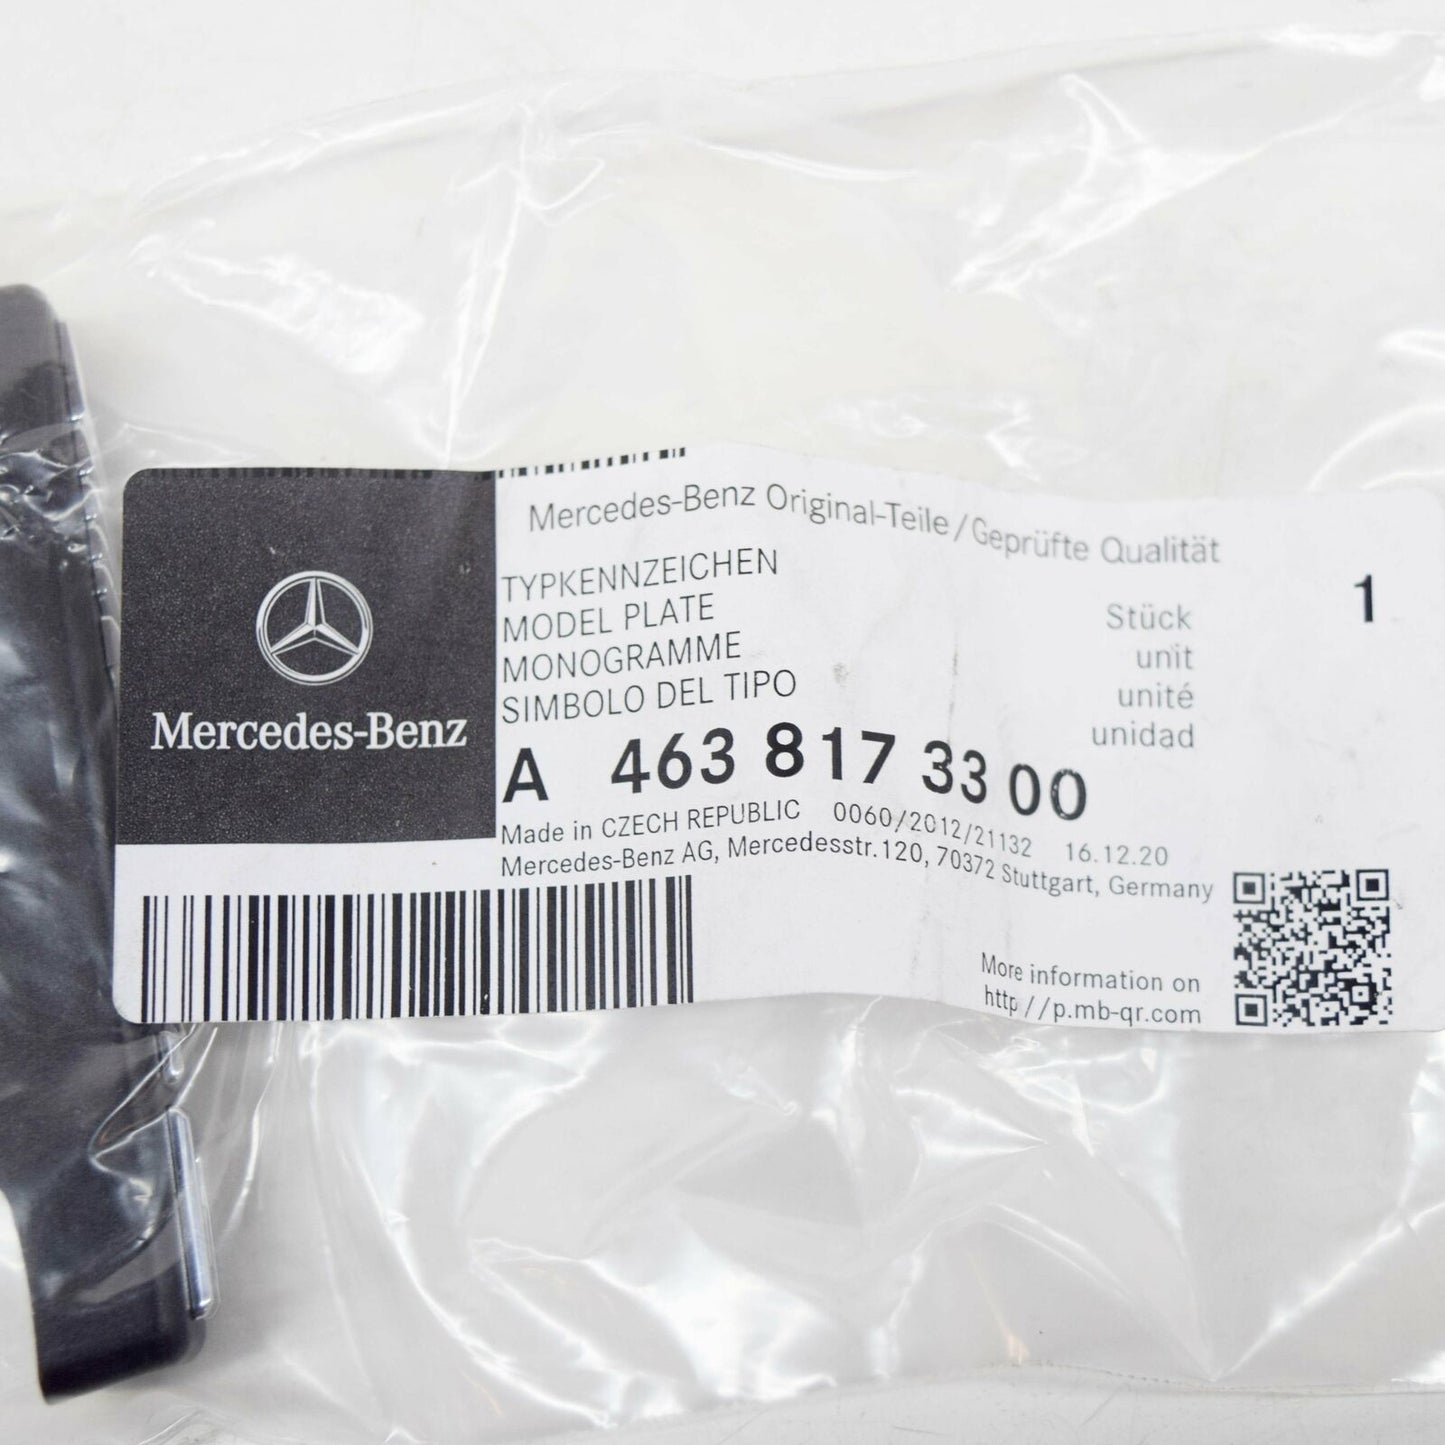 Mercedes-Benz
Mercedes-Benz Original-Teile/Geprüfte Qualität
TYPKENNZEICHEN
MODEL PLATE
MONOGRAMME
SIMBOLO DEL TIPO
Stück 1
unit
unité
unidad
A 463 817 33 00
Made in CZECH REPUBLIC 0060/2012/21132 16.12.20
Mercedes-Benz AG, Mercedesstr.120, 70372 Stuttgart, Germany
More information on
http://p.mb-qr.com